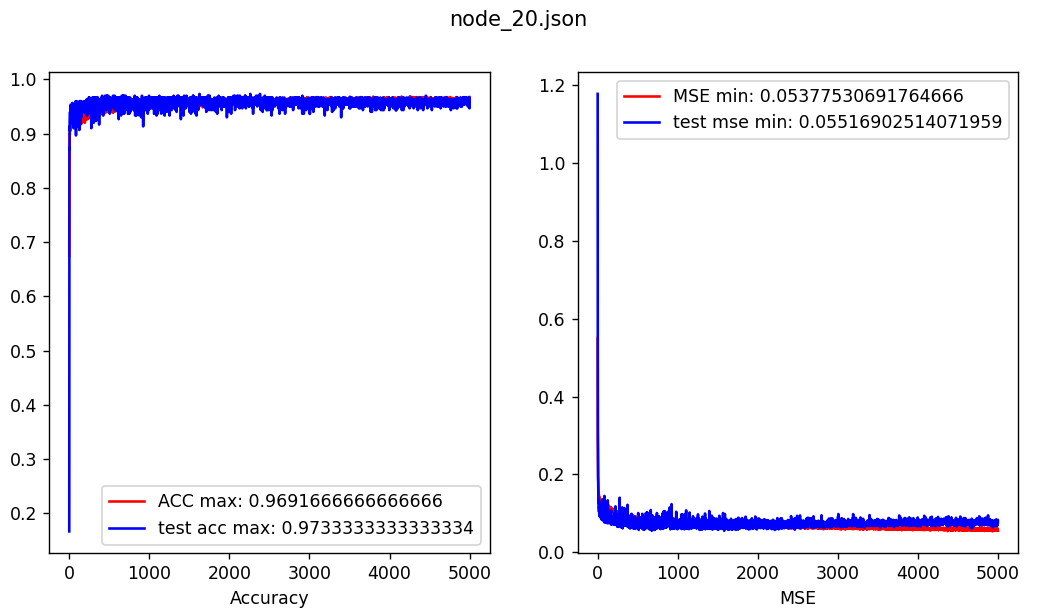 node_20.json
1.0
0.9
0.8
0.7
0.6
0.5
0.4
0.3
0.2
ACC max: 0.9691666666666666
test acc max: 0.9733333333333334
0 1000 2000 3000 4000 5000
Accuracy
1.2
1.0
0.8
0.6
0.4
0.2
0.0
MSE min: 0.05377530691764666
test mse min: 0.05516902514071959
0 1000 2000 3000 4000 5000
MSE